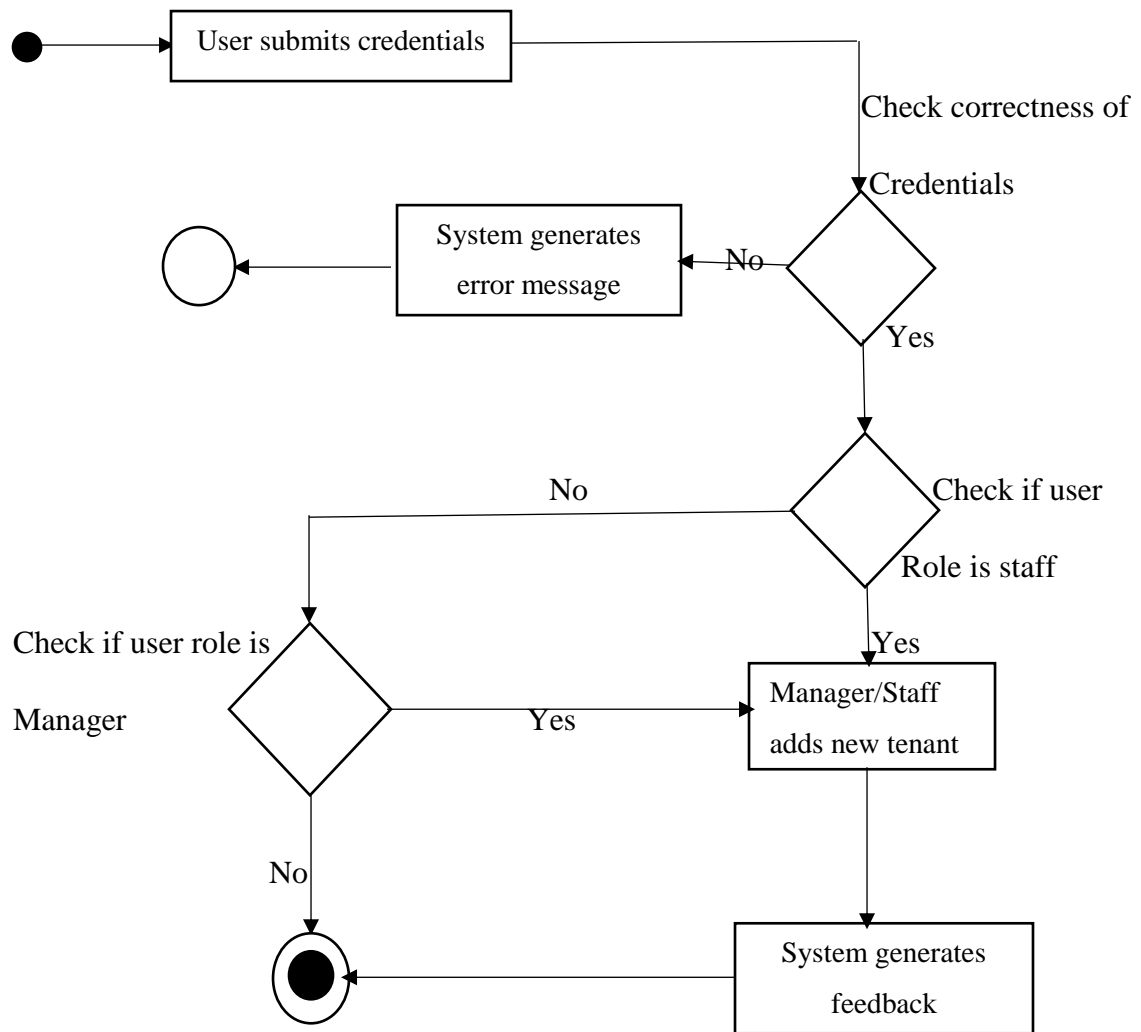 User submits credentials
Check correctness of
Credentials
System generates
error message
No
Yes
No
Check if user
Role is staff
Check if user role is
Manager
Yes
Yes
Manager/Staff
adds new tenant
No
System generates
feedback